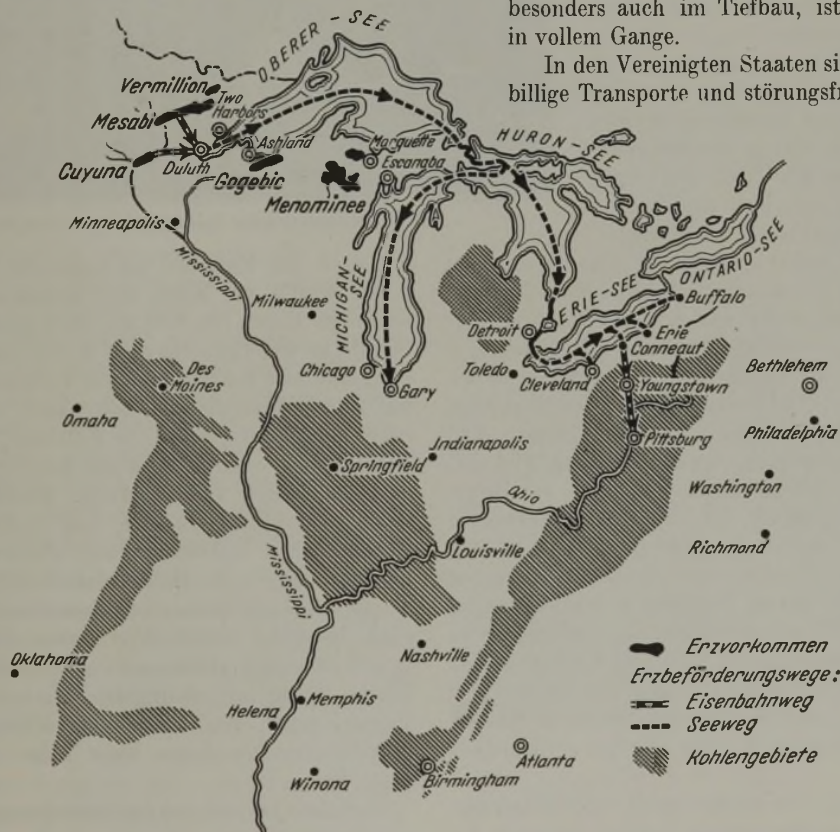 besonders auch im Tiefbau, ist
in vollem Gange.
In den Vereinigten Staaten si
billige Transporte und störungsfr
OBERER-SEE
Vermillion
Two
Harbors
Mesabi
Ashland
Marquette
HURON-SEE
Cuyuna
Duluth
Gogebic
Escanaba
Menominee
Minneapolis
Mississippi
MICHIGAN-
SEE
Milwaukee
ERIE-SEE
ONTARIO-SEE
Buffalo
Detroit
Erie
Conneaut
Des
Moines
Chicago
Gary
Toledo
Cleveland
Youngstown
Bethlehem
Omaha
Pittsburg
Philadelphia
Indianapolis
Springfield
Washington
Ohio
Louisville
Richmond
Mississippi
Nashville
Oklahoma
Memphis
Helena
Atlanta
Winona
Birmingham
Erzvorkommen
Erzbeförderungswege:
Eisenbahnweg
Seeweg
Kohlengebiete